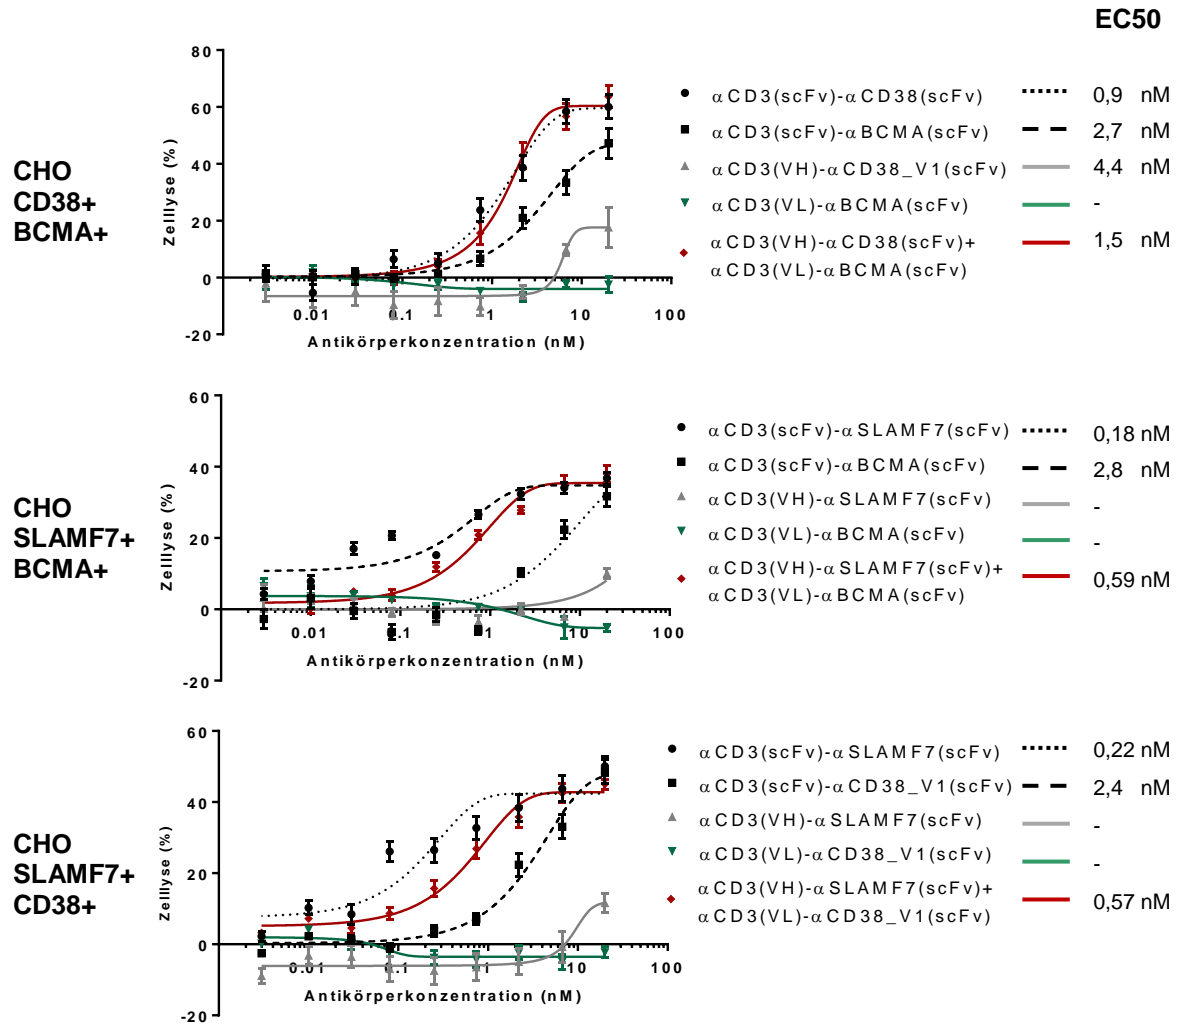 EC50
CHO
CD38+
BCMA+
Zelllyse (%)
80
60
40
20
0
-20
0.01 0.1 1 10 100
Antikörperkonzentration (nM)
αCD3(scFv)-αCD38(scFv) 0,9 nM
αCD3(scFv)-αBCMA(scFv) 2,7 nM
αCD3(VH)-αCD38_V1(scFv) 4,4 nM
αCD3(VL)-αBCMA(scFv) -
αCD3(VH)-αCD38(scFv)+ 1,5 nM
αCD3(VL)-αBCMA(scFv)
CHO
SLAMF7+
BCMA+
Zelllyse (%)
60
40
20
0
-20
0.01 0.1 1 10 100
Antikörperkonzentration (nM)
αCD3(scFv)-αSLAMF7(scFv) 0,18 nM
αCD3(scFv)-αBCMA(scFv) 2,8 nM
αCD3(VH)-αSLAMF7(scFv) -
αCD3(VL)-αBCMA(scFv) -
αCD3(VH)-αSLAMF7(scFv)+ 0,59 nM
αCD3(VL)-αBCMA(scFv)
CHO
SLAMF7+
CD38+
Zelllyse (%)
60
40
20
0
-20
0.01 0.1 1 10 100
Antikörperkonzentration (nM)
αCD3(scFv)-αSLAMF7(scFv) 0,22 nM
αCD3(scFv)-αCD38_V1(scFv) 2,4 nM
αCD3(VH)-αSLAMF7(scFv) -
αCD3(VL)-αCD38_V1(scFv) -
αCD3(VH)-αSLAMF7(scFv)+ 0,57 nM
αCD3(VL)-αCD38_V1(scFv)